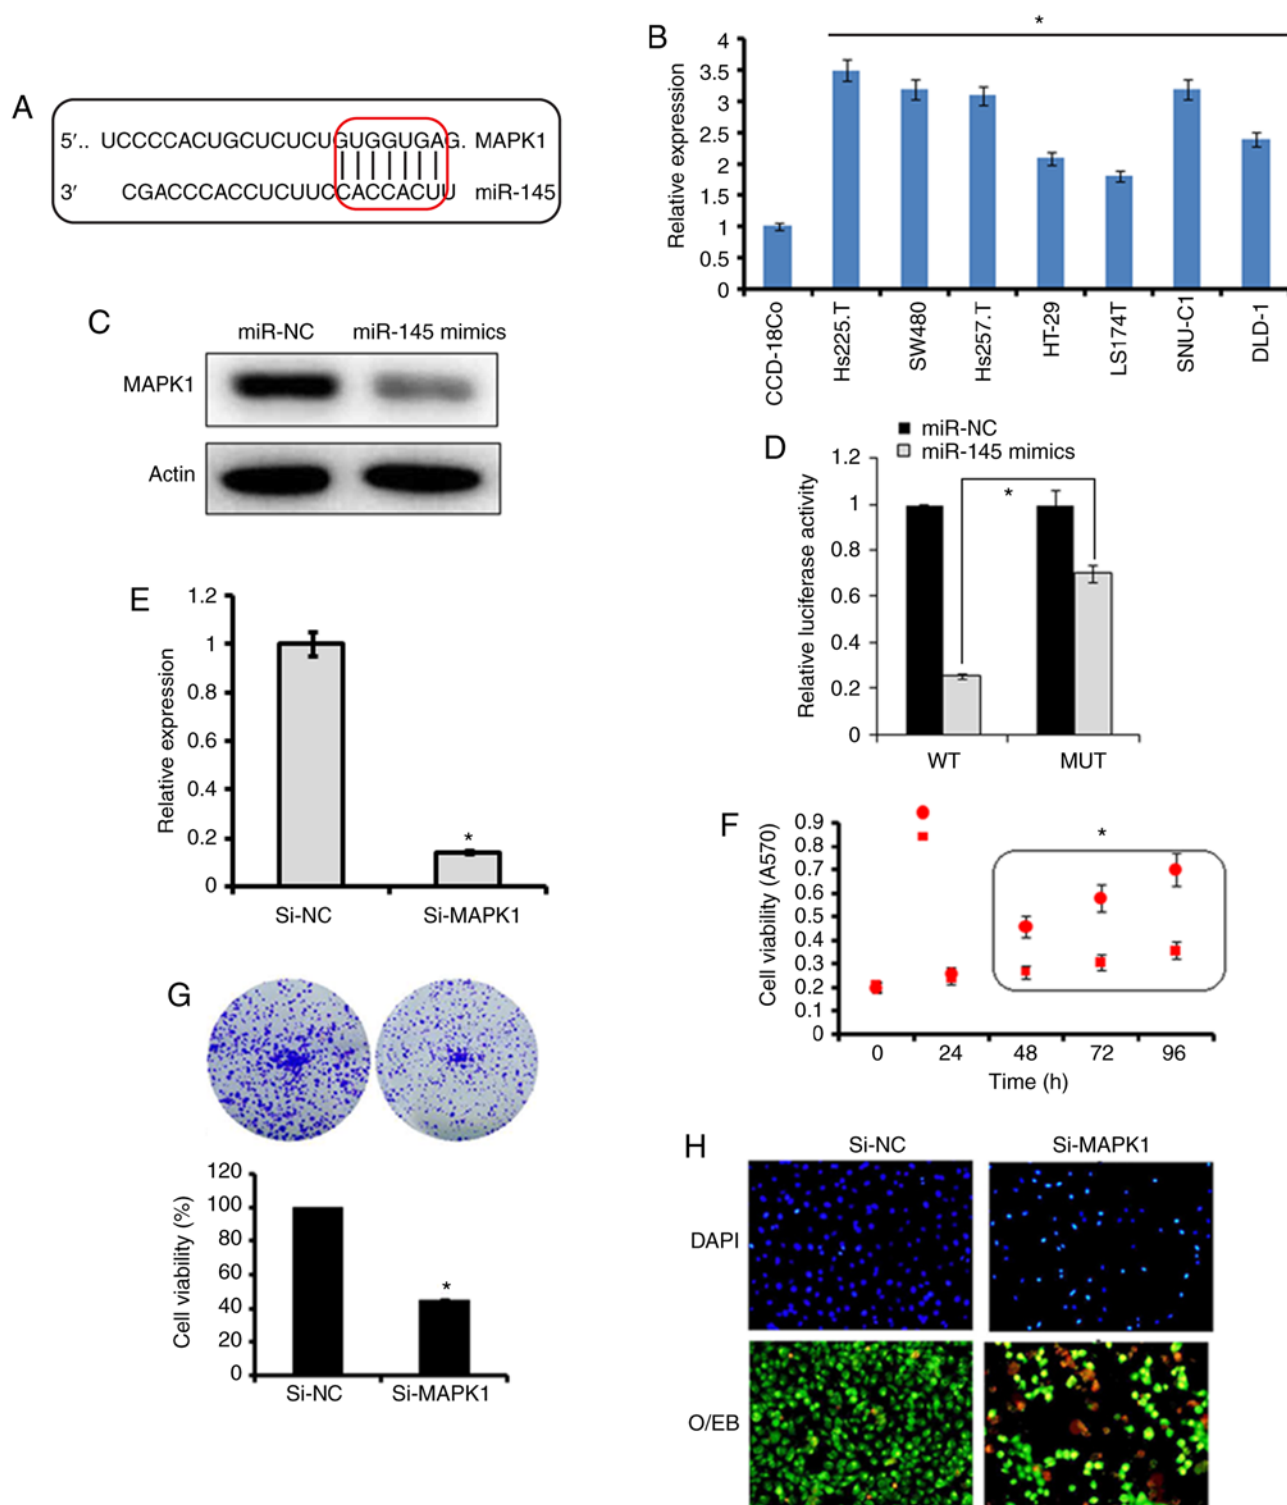 A
5′.. UCCCCACUGCUCUCUGUGGUGAG. MAPK1
3′ CGACCCACCUCUUCCACCACUU miR-145
B
*
Relative expression
4
3.5
3
2.5
2
1.5
1
0.5
0
CCD-18Co
Hs225.T
SW480
Hs257.T
HT-29
LS174T
SNU-C1
DLD-1
C
miR-NC miR-145 mimics
MAPK1
Actin
D
miR-NC
miR-145 mimics
Relative luciferase activity
1.2
1
0.8
0.6
0.4
0.2
0
*
WT MUT
E
Relative expression
1.2
1
0.8
0.6
0.4
0.2
0
*
Si-NC Si-MAPK1
F
Cell viability (A570)
0.9
0.8
0.7
0.6
0.5
0.4
0.3
0.2
0.1
0
*
0 24 48 72 96
Time (h)
G
Cell viability (%)
120
100
80
60
40
20
0
*
Si-NC Si-MAPK1
H
Si-NC Si-MAPK1
DAPI
O/EB